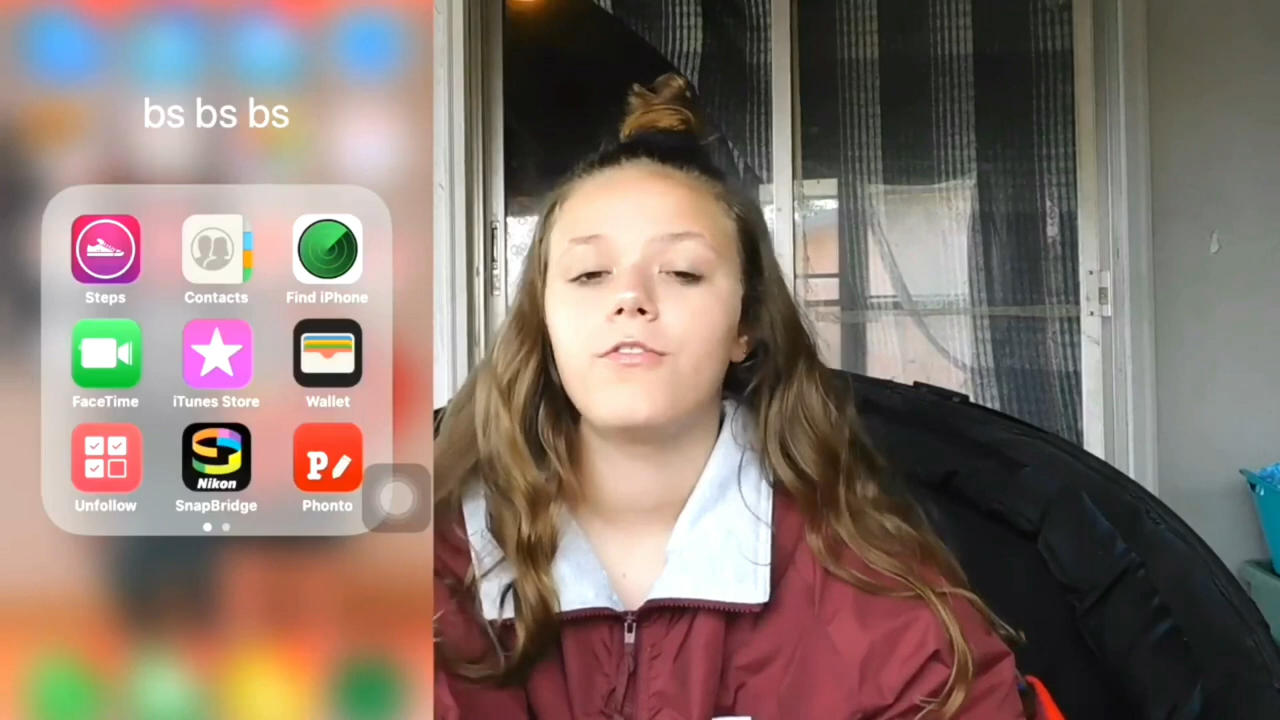 bs bs bs
Steps
Contacts
Find iPhone
FaceTime
iTunes Store
Wallet
P
Nikon
Unfollow
SnapBridge
Phonto